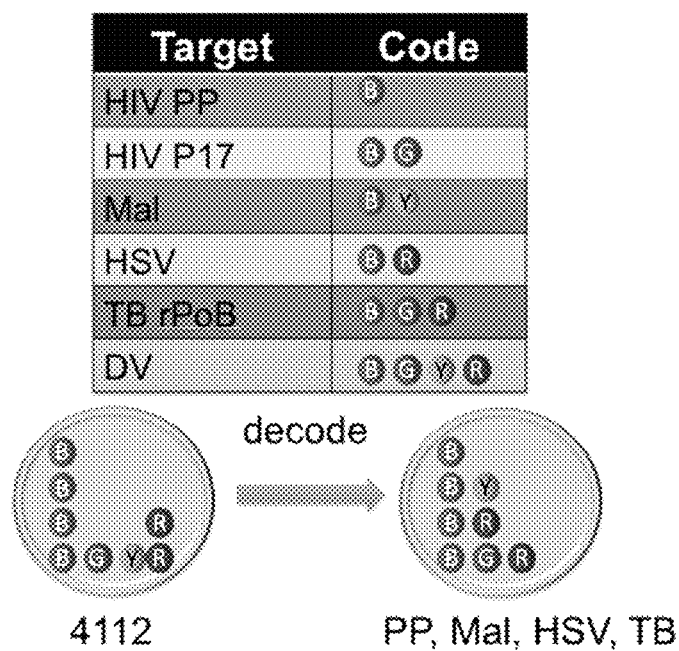 Target Code
HIV PP B
HIV P17 B G
Mal B Y
HSV B R
TB rPoB B G R
DV B G Y R
decode
B B
B B Y
B R B R
B G Y R B G R
4112 PP, Mal, HSV, TB